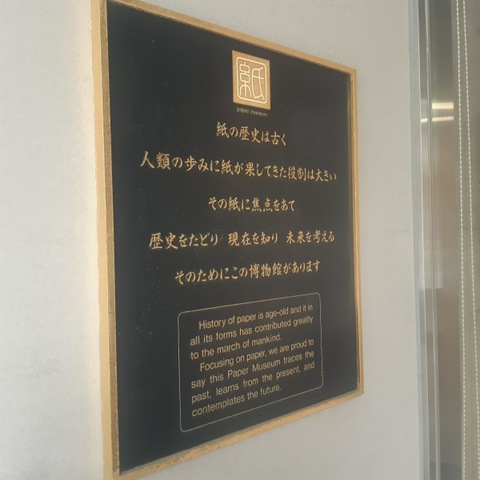 紙
paper museum
紙の歴史は古く
人類の歩みに紙が果してきた役割は大きい
その紙に焦点をあて
歴史をたどり 現在を知り 未来を考える
そのためにこの博物館があります
History of paper is age-old and it in
all its forms has contributed greatly
to the march of mankind.
Focusing on paper, we are proud to
say this Paper Museum traces the
past, learns from the present, and
contemplates the future.